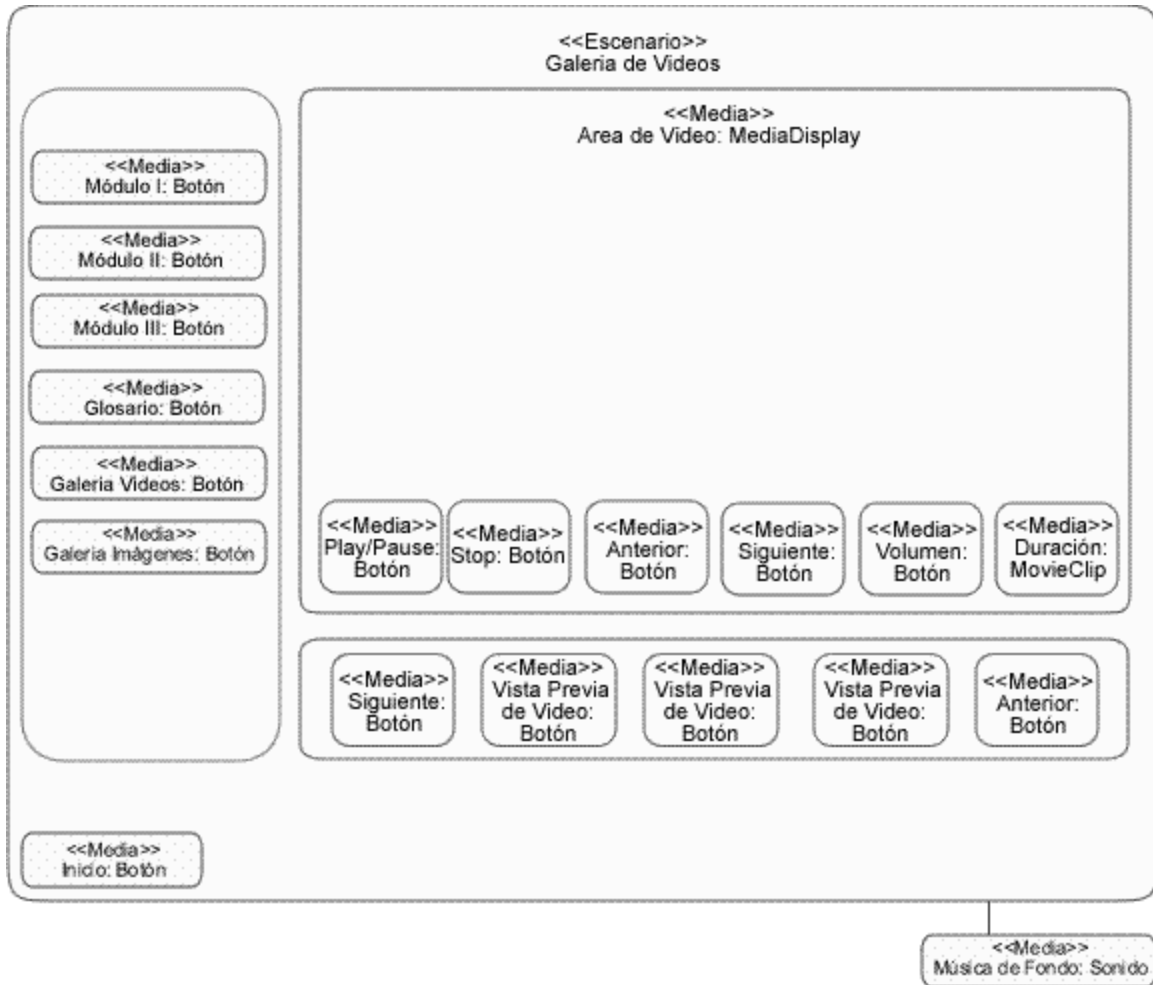 <<Escenario>>
Galeria de Videos
<<Media>>
Módulo I: Botón
<<Media>>
Módulo II: Botón
<<Media>>
Módulo III: Botón
<<Media>>
Glosario: Botón
<<Media>>
Galeria Videos: Botón
<<Media>>
Galeria Imágenes: Botón
<<Media>>
Area de Video: MediaDisplay
<<Media>>
Play/Pause:
Botón
<<Media>>
Stop: Botón
<<Media>>
Anterior:
Botón
<<Media>>
Siguiente:
Botón
<<Media>>
Volumen:
Botón
<<Media>>
Duración:
MovieClip
<<Media>>
Siguiente:
Botón
<<Media>>
Vista Previa
de Video:
Botón
<<Media>>
Vista Previa
de Video:
Botón
<<Media>>
Vista Previa
de Video:
Botón
<<Media>>
Anterior:
Botón
<<Media>>
Inicio: Botón
<<Media>>
Música de Fondo: Sonido